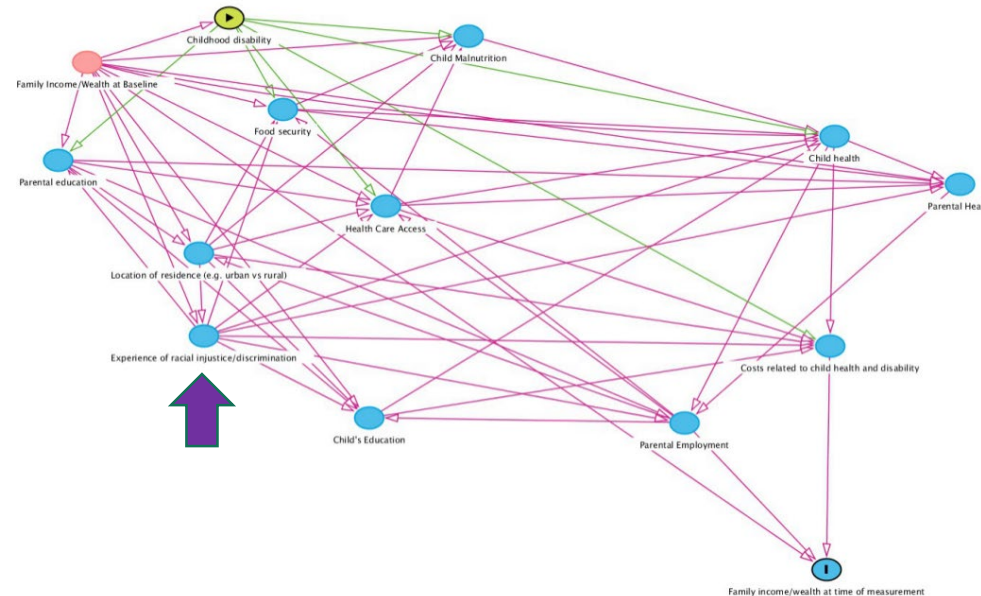 Childhood disability
Child Malnutrition
Family Income/Wealth at Baseline
Food security
Child health
Parental education
Parental Hea
Health Care Access
Location of residence (e.g. urban vs rural)
Experience of racial injustice/discrimination
Costs related to child health and disability
Child's Education
Parental Employment
Family income/wealth at time of measurement